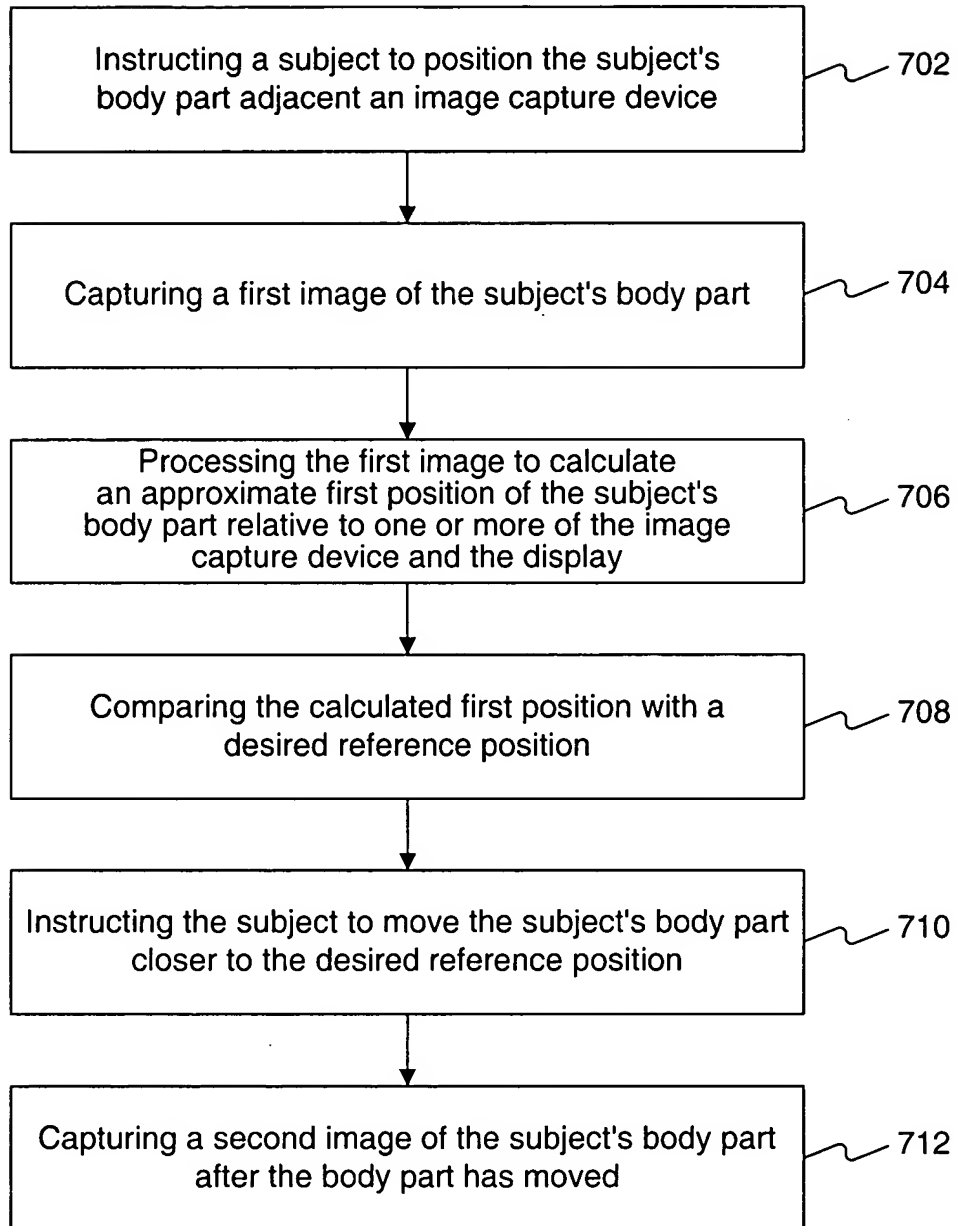 Instructing a subject to position the subject's
body part adjacent an image capture device
702
Capturing a first image of the subject's body part
704
Processing the first image to calculate
an approximate first position of the subject's
body part relative to one or more of the image
capture device and the display
706
Comparing the calculated first position with a
desired reference position
708
Instructing the subject to move the subject's body part
closer to the desired reference position
710
Capturing a second image of the subject's body part
after the body part has moved
712